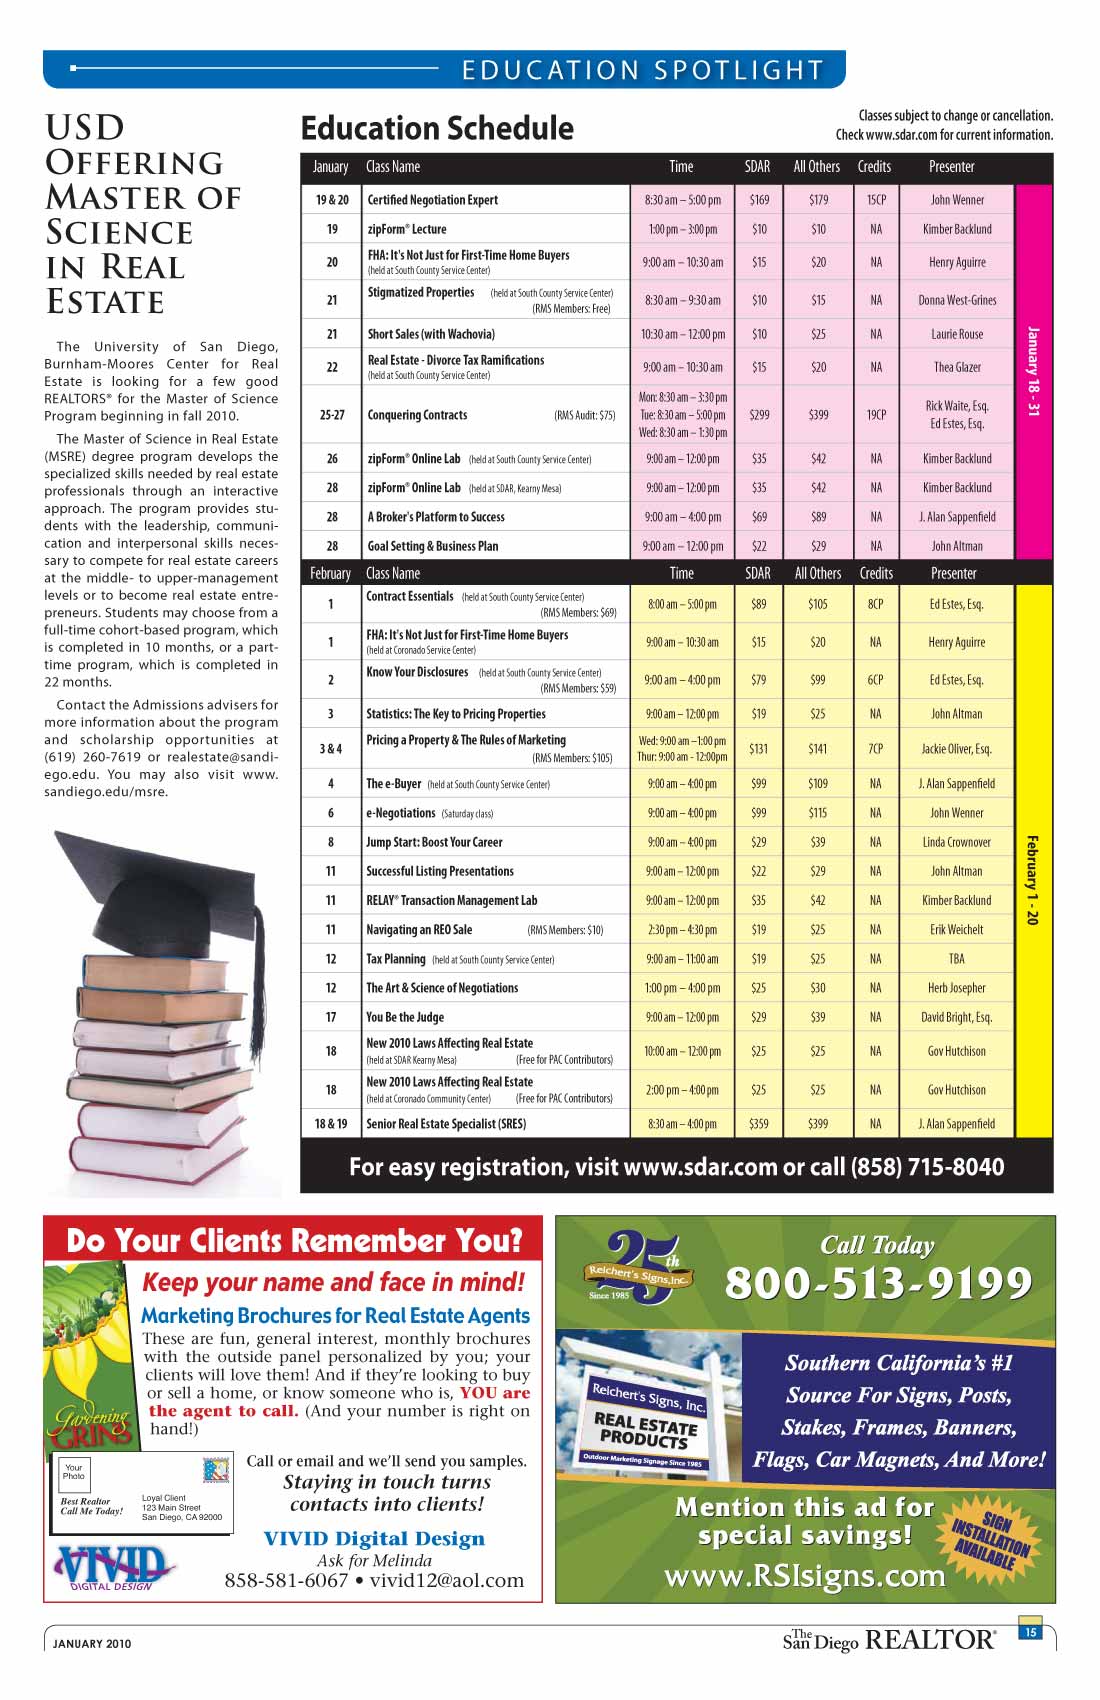 EDUCATION SPOTLIGHT
USD
OFFERING
MASTER OF
SCIENCE
IN REAL
ESTATE
The University of San Diego,
Burnham-Moores Center for Real
Estate is looking for a few good
REALTORS® for the Master of Science
Program beginning in fall 2010.
The Master of Science in Real Estate
(MSRE) degree program develops the
specialized skills needed by real estate
professionals through an interactive
approach. The program provides stu-
dents with the leadership, communi-
cation and interpersonal skills neces-
sary to compete for real estate careers
at the middle- to upper-management
levels or to become real estate entre-
preneurs. Students may choose from a
full-time cohort-based program, which
is completed in 10 months, or a part-
time program, which is completed in
22 months.
Contact the Admissions advisers for
more information about the program
and scholarship opportunities at
(619) 260-7619 or realestate@sandi-
ego.edu. You may also visit www.
sandiego.edu/msre.
Education Schedule
Classes subject to change or cancellation.
Check www.sdar.com for current information.
January Class Name Time SDAR All Others Credits Presenter
19 & 20 Certified Negotiation Expert 8:30 am – 5:00 pm $169 $179 15CP John Wenner
19 zipForm® Lecture 1:00 pm – 3:00 pm $10 $10 NA Kimber Backlund
20 FHA: It's Not Just for First-Time Home Buyers 9:00 am – 10:30 am $15 $20 NA Henry Aguirre
(held at South County Service Center)
21 Stigmatized Properties (held at South County Service Center) 8:30 am – 9:30 am $10 $15 NA Donna West-Grines
(RMS Members: Free)
21 Short Sales (with Wachovia) 10:30 am – 12:00 pm $10 $25 NA Laurie Rouse
22 Real Estate - Divorce Tax Ramifications 9:00 am – 10:30 am $15 $20 NA Thea Glazer
(held at South County Service Center)
Mon: 8:30 am – 3:30 pm
25-27 Conquering Contracts (RMS Audit: $75) Tue: 8:30 am – 5:00 pm $299 $399 19CP Rick Waite, Esq.
Wed: 8:30 am – 1:30 pm Ed Estes, Esq.
26 zipForm® Online Lab (held at South County Service Center) 9:00 am – 12:00 pm $35 $42 NA Kimber Backlund
28 zipForm® Online Lab (held at SDAR, Kearny Mesa) 9:00 am – 12:00 pm $35 $42 NA Kimber Backlund
28 A Broker's Platform to Success 9:00 am – 4:00 pm $69 $89 NA J. Alan Sappenfield
28 Goal Setting & Business Plan 9:00 am – 12:00 pm $22 $29 NA John Altman
January 18 - 31
February Class Name Time SDAR All Others Credits Presenter
1 Contract Essentials (held at South County Service Center) 8:00 am – 5:00 pm $89 $105 8CP Ed Estes, Esq.
(RMS Members: $69)
1 FHA: It's Not Just for First-Time Home Buyers 9:00 am – 10:30 am $15 $20 NA Henry Aguirre
(held at Coronado Service Center)
2 Know Your Disclosures (held at South County Service Center) 9:00 am – 4:00 pm $79 $99 6CP Ed Estes, Esq.
(RMS Members: $59)
3 Statistics: The Key to Pricing Properties 9:00 am – 12:00 pm $19 $25 NA John Altman
3 & 4 Pricing a Property & The Rules of Marketing Wed: 9:00 am –1:00 pm $131 $141 7CP Jackie Oliver, Esq.
(RMS Members: $105) Thur: 9:00 am - 12:00pm
4 The e-Buyer (held at South County Service Center) 9:00 am – 4:00 pm $99 $109 NA J. Alan Sappenfield
6 e-Negotiations (Saturday class) 9:00 am – 4:00 pm $99 $115 NA John Wenner
8 Jump Start: Boost Your Career 9:00 am – 4:00 pm $29 $39 NA Linda Crownover
11 Successful Listing Presentations 9:00 am – 12:00 pm $22 $29 NA John Altman
11 RELAY® Transaction Management Lab 9:00 am – 12:00 pm $35 $42 NA Kimber Backlund
11 Navigating an REO Sale (RMS Members: $10) 2:30 pm – 4:30 pm $19 $25 NA Erik Weichelt
12 Tax Planning (held at South County Service Center) 9:00 am – 11:00 am $19 $25 NA TBA
12 The Art & Science of Negotiations 1:00 pm – 4:00 pm $25 $30 NA Herb Josepher
17 You Be the Judge 9:00 am – 12:00 pm $29 $39 NA David Bright, Esq.
18 New 2010 Laws Affecting Real Estate 10:00 am – 12:00 pm $25 $25 NA Gov Hutchison
(held at SDAR Kearny Mesa) (Free for PAC Contributors)
18 New 2010 Laws Affecting Real Estate 2:00 pm – 4:00 pm $25 $25 NA Gov Hutchison
(held at Coronado Community Center) (Free for PAC Contributors)
18 & 19 Senior Real Estate Specialist (SRES) 8:30 am – 4:00 pm $359 $399 NA J. Alan Sappenfield
February 1 - 20
For easy registration, visit www.sdar.com or call (858) 715-8040
Do Your Clients Remember You?
Keep your name and face in mind!
Marketing Brochures for Real Estate Agents
These are fun, general interest, monthly brochures
with the outside panel personalized by you; your
clients will love them! And if they're looking to buy
or sell a home, or know someone who is, YOU are
the agent to call. (And your number is right on
hand!)
Gardening
GRINS
Your
Photo
Best Realtor
Call Me Today!
Loyal Client
123 Main Street
San Diego, CA 92000
Call or email and we'll send you samples.
Staying in touch turns
contacts into clients!
VIVID Digital Design
Ask for Melinda
858-581-6067 • vivid12@aol.com
VIVID
DIGITAL DESIGN
25th
Reichert's Signs, Inc.
Since 1985
Call Today
800-513-9199
Reichert's Signs, Inc.
REAL ESTATE
PRODUCTS
Outdoor Marketing Signage Since 1985
Southern California's #1
Source For Signs, Posts,
Stakes, Frames, Banners,
Flags, Car Magnets, And More!
Mention this ad for
special savings!
www.RSIsigns.com
SIGN
INSTALLATION
AVAILABLE
JANUARY 2010
The San Diego REALTOR®
15